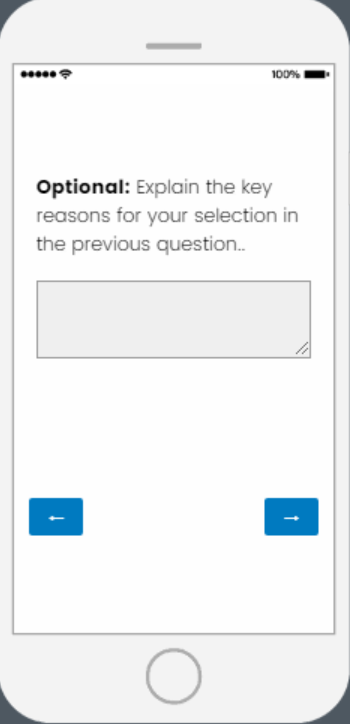 100%
Optional: Explain the key
reasons for your selection in
the previous question..
← →